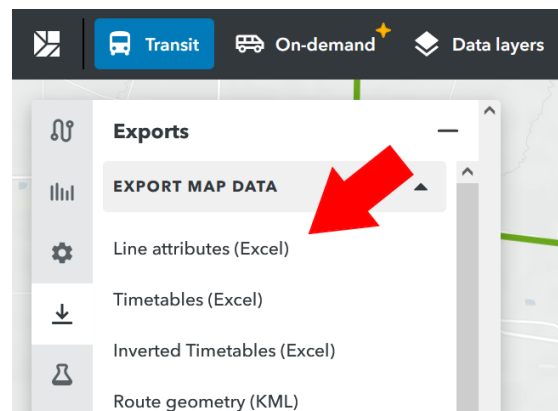 Transit On-demand Data layers
Exports
EXPORT MAP DATA
Line attributes (Excel)
Timetables (Excel)
Inverted Timetables (Excel)
Route geometry (KML)